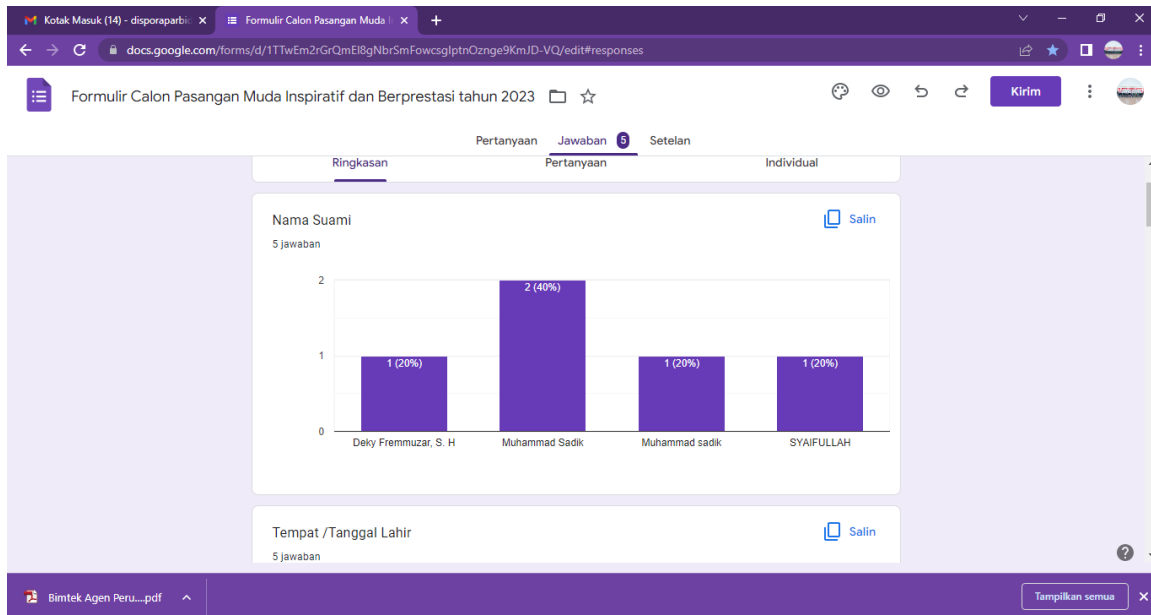 Kotak Masuk (14) - disporaparbid
Formulir Calon Pasangan Muda I
docs.google.com/forms/d/1TTwEm2rGrQmEl8gNbrSmFowcsglptnOznge9KmJD-VQ/edit#responses
Formulir Calon Pasangan Muda Inspiratif dan Berprestasi tahun 2023
Kirim
Pertanyaan Jawaban 5 Setelan
Ringkasan Pertanyaan Individual
Nama Suami
Salin
5 jawaban
2
2 (40%)
1
1 (20%) 1 (20%) 1 (20%)
0
Deky Fremmuzar, S. H Muhammad Sadik Muhammad sadik SYAIFULLAH
Tempat /Tanggal Lahir
Salin
5 jawaban
Bimtek Agen Peru....pdf
Tampilkan semua